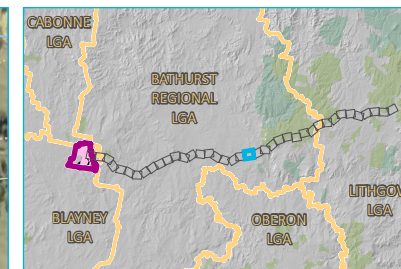 CABONNE
LGA
BATHURST
REGIONAL
LGA
LITHGOW
LGA
BLAYNEY
LGA
OBERON
LGA